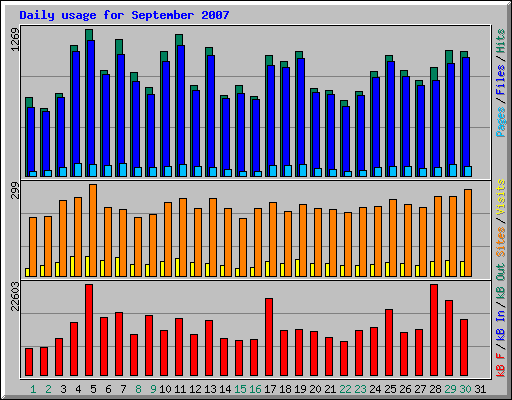 Daily usage for September 2007
1269
Pages / Files / Hits
299
Sites / Visits
22603
kB F / kB In / kB Out
1 2 3 4 5 6 7 8 9 10 11 12 13 14 15 16 17 18 19 20 21 22 23 24 25 26 27 28 29 30 31